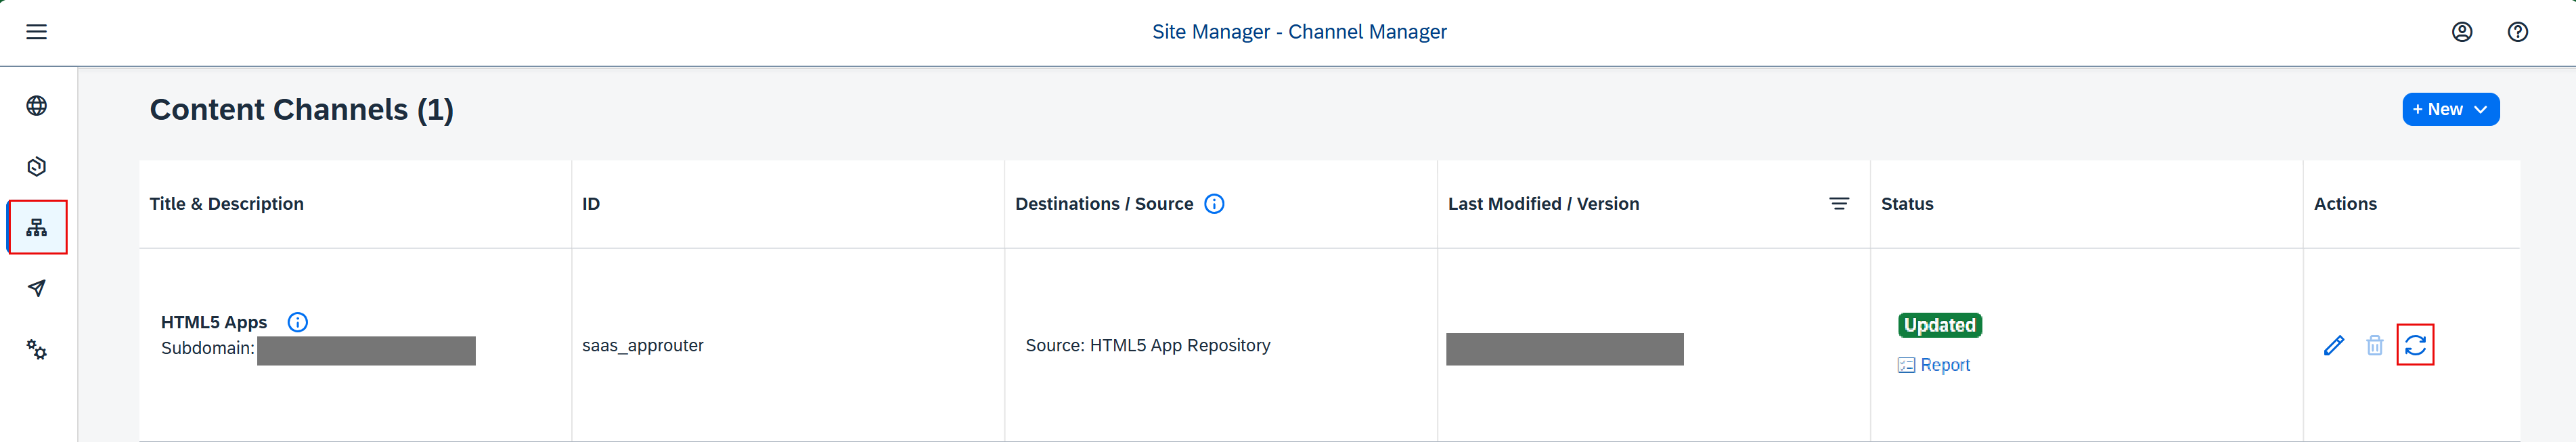 Site Manager - Channel Manager
Content Channels (1)
+ New
Title & Description
ID
Destinations / Source
Last Modified / Version
Status
Actions
HTML5 Apps
Subdomain:
saas_approuter
Source: HTML5 App Repository
Updated
Report